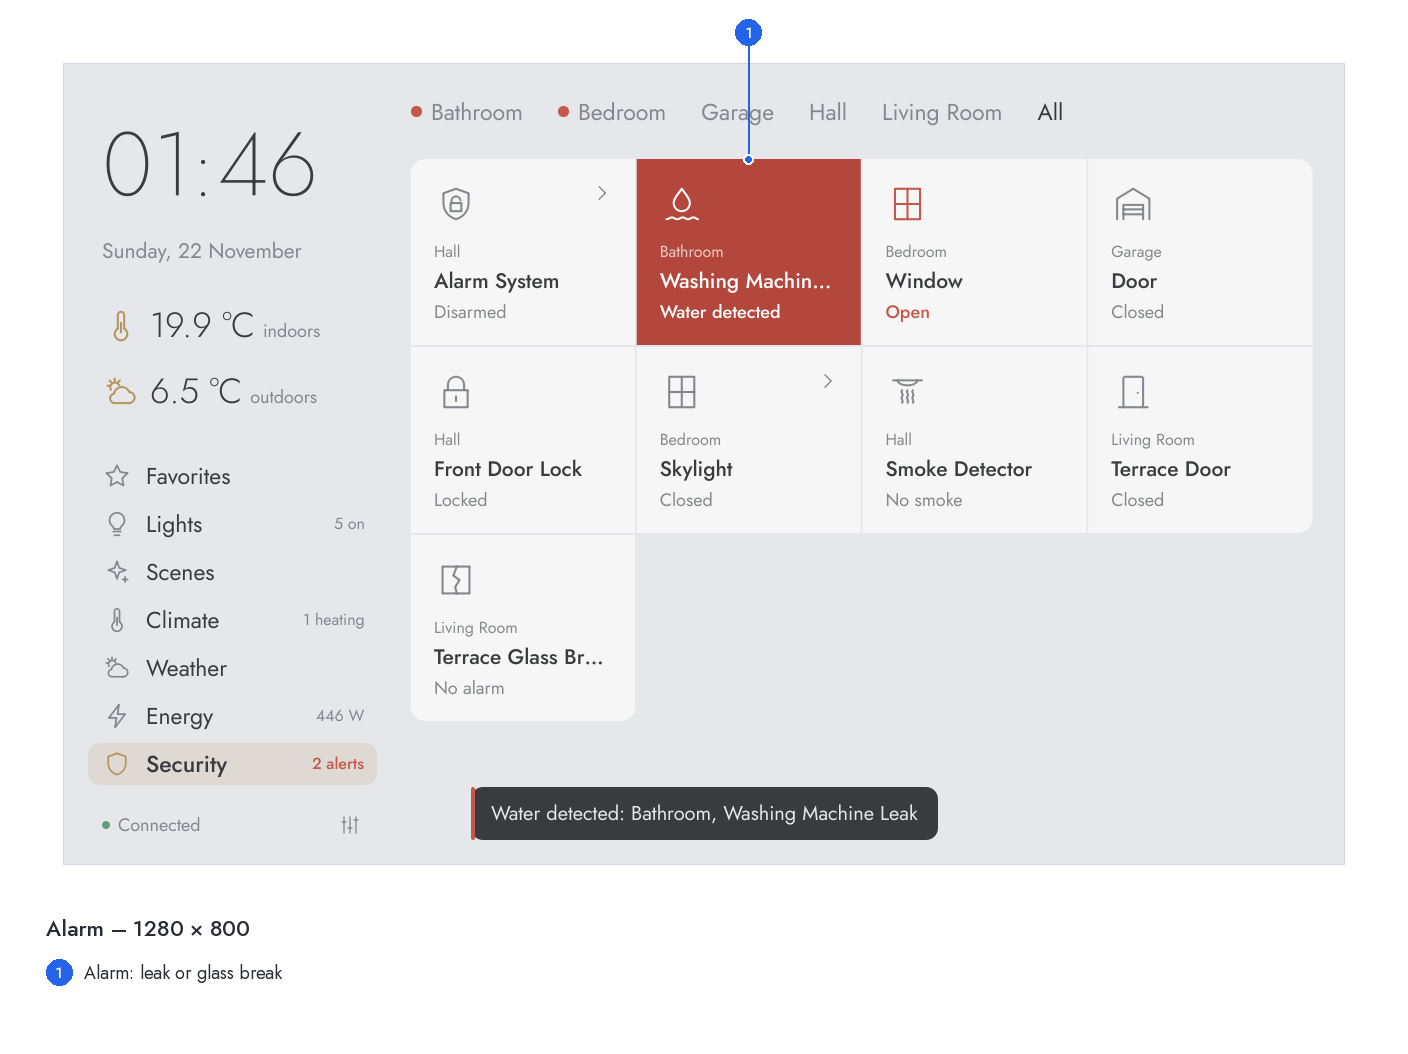 1
Bathroom Bedroom Garage Hall Living Room All
01:46
Sunday, 22 November
19.9 °C indoors
6.5 °C outdoors
Favorites
Lights 5 on
Scenes
Climate 1 heating
Weather
Energy 446 W
Security 2 alerts
Connected
Hall
Alarm System
Disarmed
Bathroom
Washing Machin...
Water detected
Bedroom
Window
Open
Garage
Door
Closed
Hall
Front Door Lock
Locked
Bedroom
Skylight
Closed
Hall
Smoke Detector
No smoke
Living Room
Terrace Door
Closed
Living Room
Terrace Glass Br...
No alarm
Water detected: Bathroom, Washing Machine Leak
Alarm – 1280 × 800
1 Alarm: leak or glass break